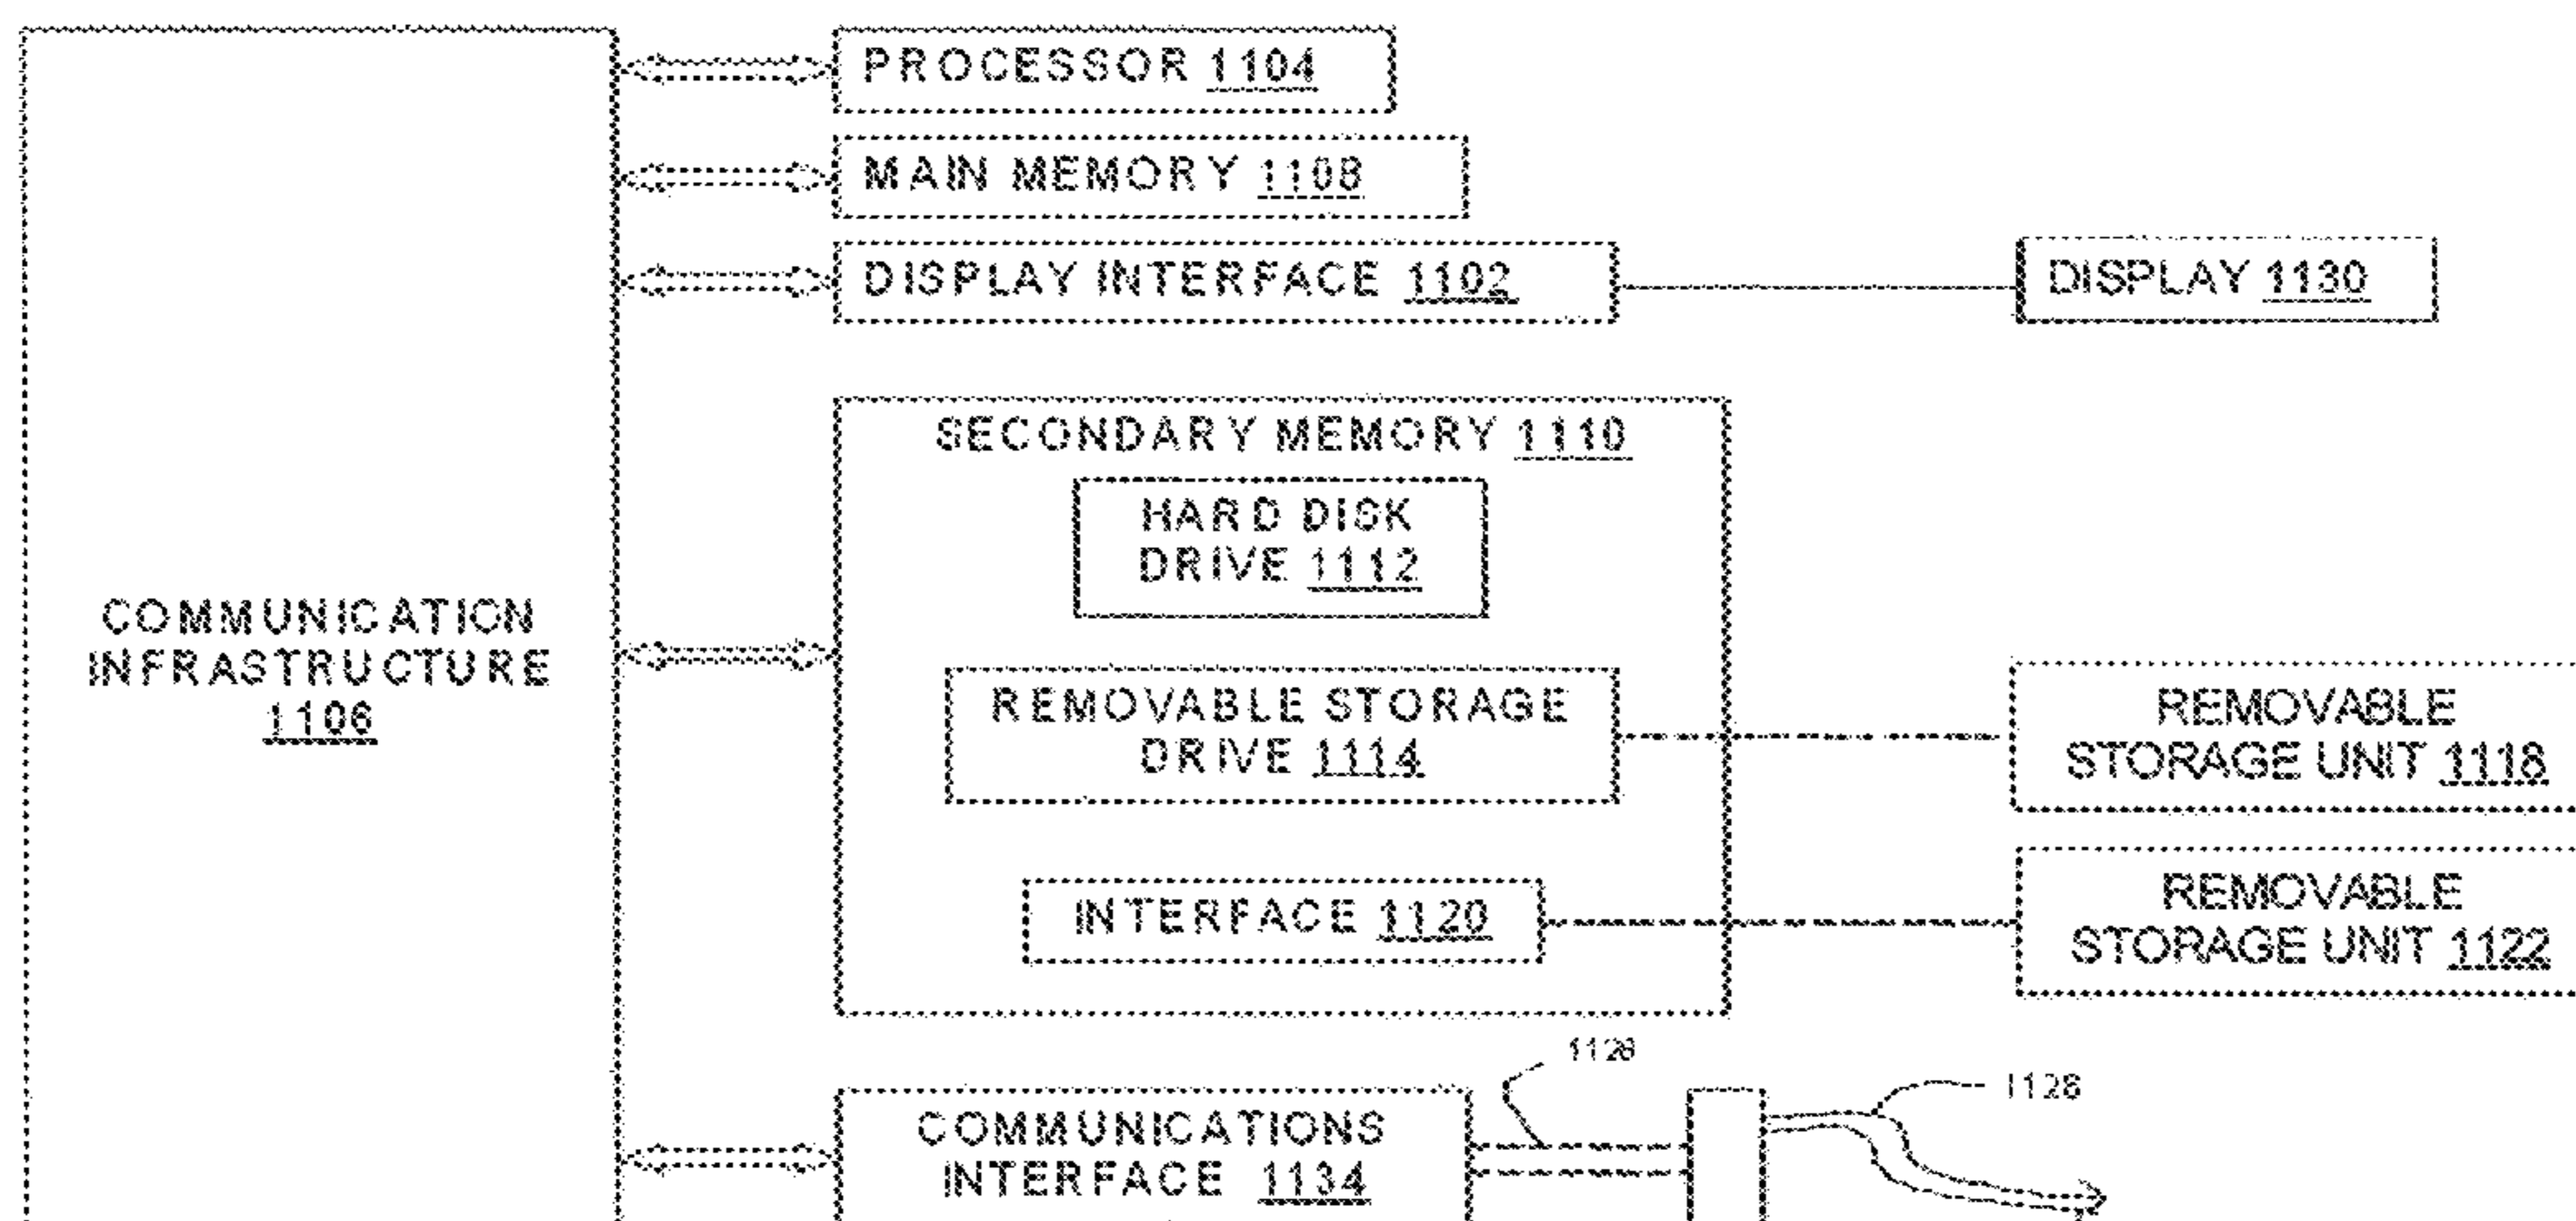 PROCESSOR 1104
MAIN MEMORY 1108
DISPLAY INTERFACE 1102
DISPLAY 1130
SECONDARY MEMORY 1110
HARD DISK
DRIVE 1112
COMMUNICATION
INFRASTRUCTURE
1106
REMOVABLE STORAGE
DRIVE 1114
REMOVABLE
STORAGE UNIT 1118
INTERFACE 1120
REMOVABLE
STORAGE UNIT 1122
1128
COMMUNICATIONS
INTERFACE 1134